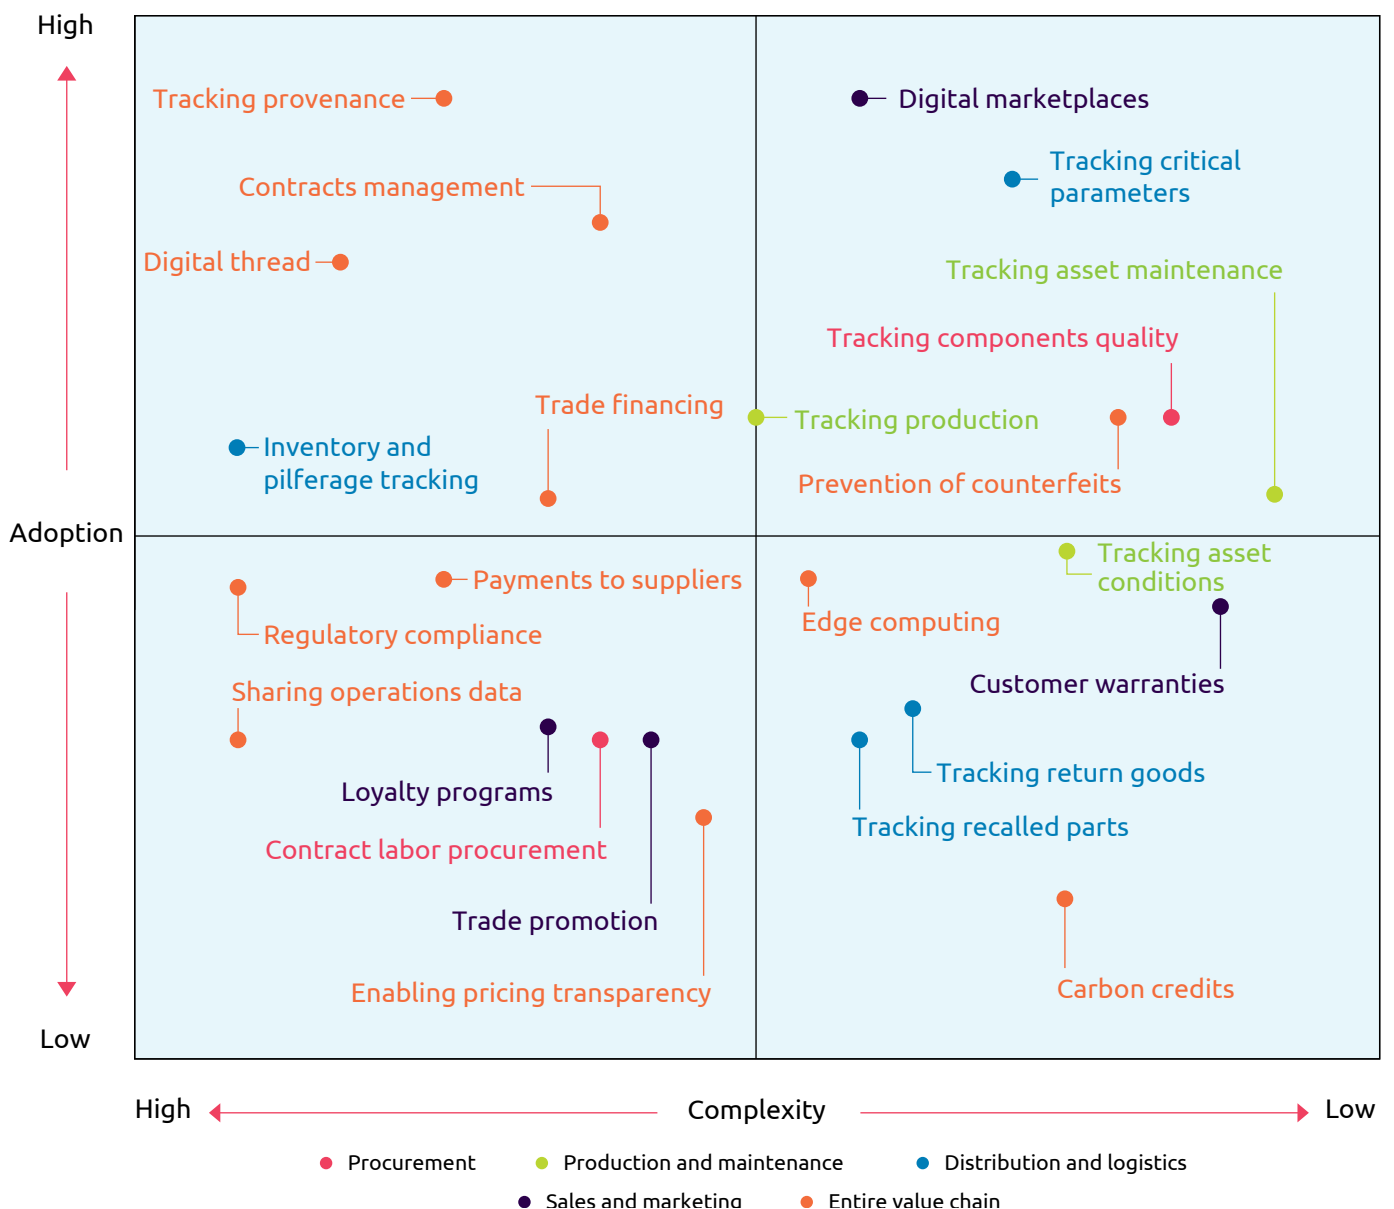 High
Tracking provenance
Digital marketplaces
Tracking critical
parameters
Contracts management
Digital thread
Tracking asset maintenance
Tracking components quality
Trade financing
Tracking production
Inventory and
pilferage tracking
Prevention of counterfeits
Adoption
Tracking asset
conditions
Payments to suppliers
Edge computing
Regulatory compliance
Customer warranties
Sharing operations data
Tracking return goods
Loyalty programs
Tracking recalled parts
Contract labor procurement
Trade promotion
Enabling pricing transparency
Carbon credits
Low
High
Complexity
Low
Procurement
Production and maintenance
Distribution and logistics
Sales and marketing
Entire value chain